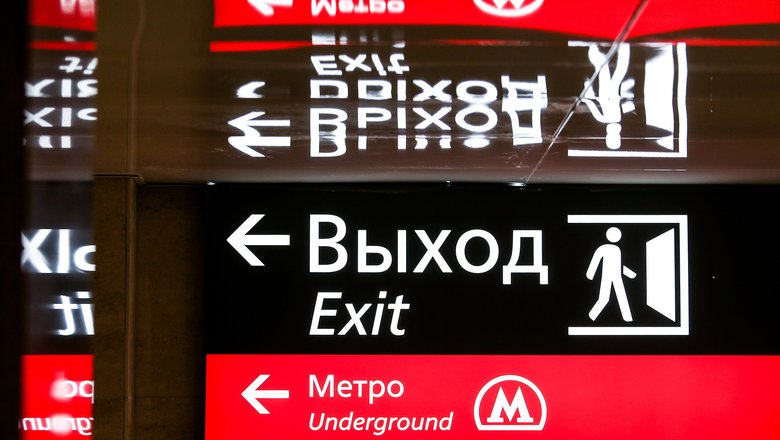 ← Выход
Exit
← Метро
Underground
М